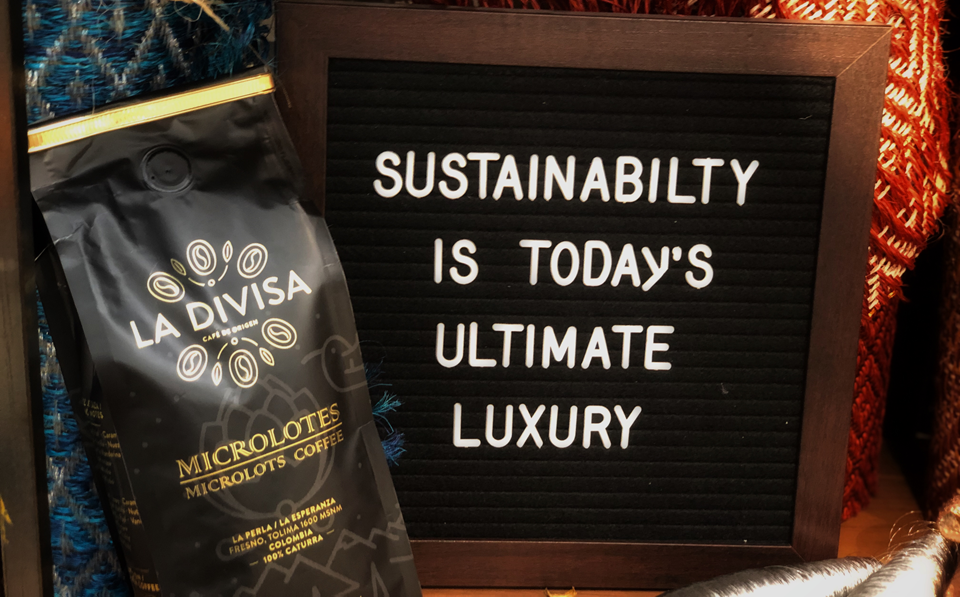 SUSTAINABILTY
IS TODAY'S
ULTIMATE
LUXURY
LA DIVISA
CAFÉ DE ORIGEN
MICROLOTES
MICROLOTS COFFEE
LA PERLA / LA ESPERANZA
FRESNO, TOLIMA 1600 MSNM
COLOMBIA
100% CATURRA